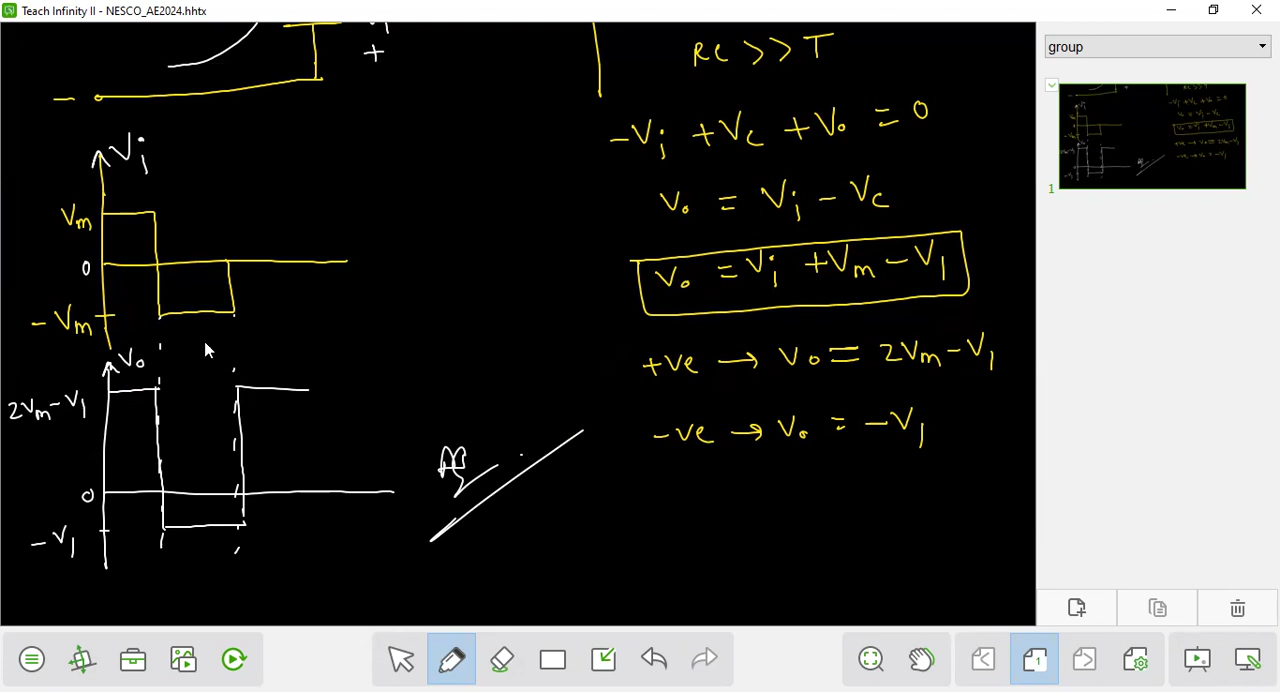 Teach Infinity II - NESCO_AE2024.hhtx
group
+
−
RC >> T
-Vi + Vc + Vo = 0
Vo = Vi - Vc
Vo = Vi + Vm - V1
+ve → Vo = 2Vm - V1
-ve → Vo = -V1
Vi
Vm
0
-Vm
Vo
2Vm - V1
0
-V1
1
1